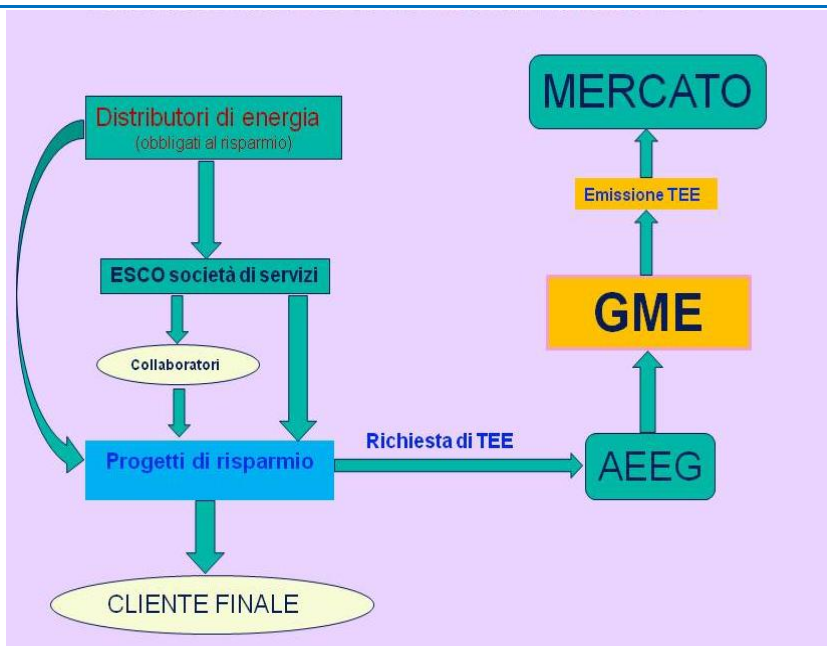 Distributori di energia
(obbligati al risparmio)
ESCO società di servizi
Collaboratori
Progetti di risparmio
CLIENTE FINALE
Richiesta di TEE
AEEG
GME
Emissione TEE
MERCATO